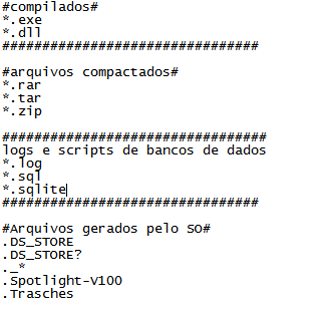 #compilados#
*.exe
*.dll
################################
#arquivos compactados#
*.rar
*.tar
*.zip
#################################
logs e scripts de bancos de dados
*.log
*.sql
*.sqlite
################################
#Arquivos gerados pelo SO#
.DS_STORE
.DS_STORE?
._*
.Spotlight-V100
.Trasches